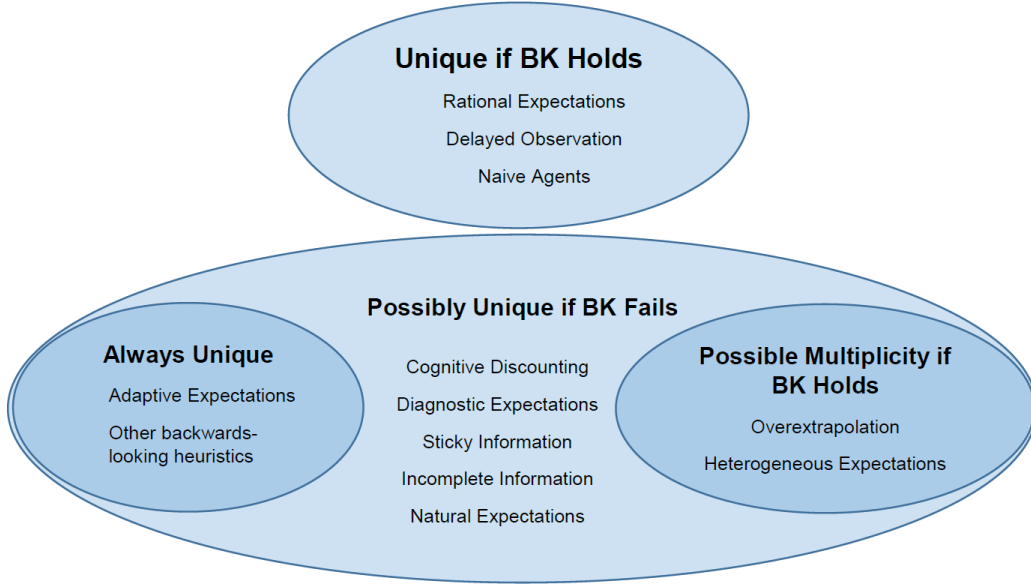 Unique if BK Holds
Rational Expectations
Delayed Observation
Naive Agents
Possibly Unique if BK Fails
Always Unique
Adaptive Expectations
Other backwards-
looking heuristics
Cognitive Discounting
Diagnostic Expectations
Sticky Information
Incomplete Information
Natural Expectations
Possible Multiplicity if
BK Holds
Overextrapolation
Heterogeneous Expectations